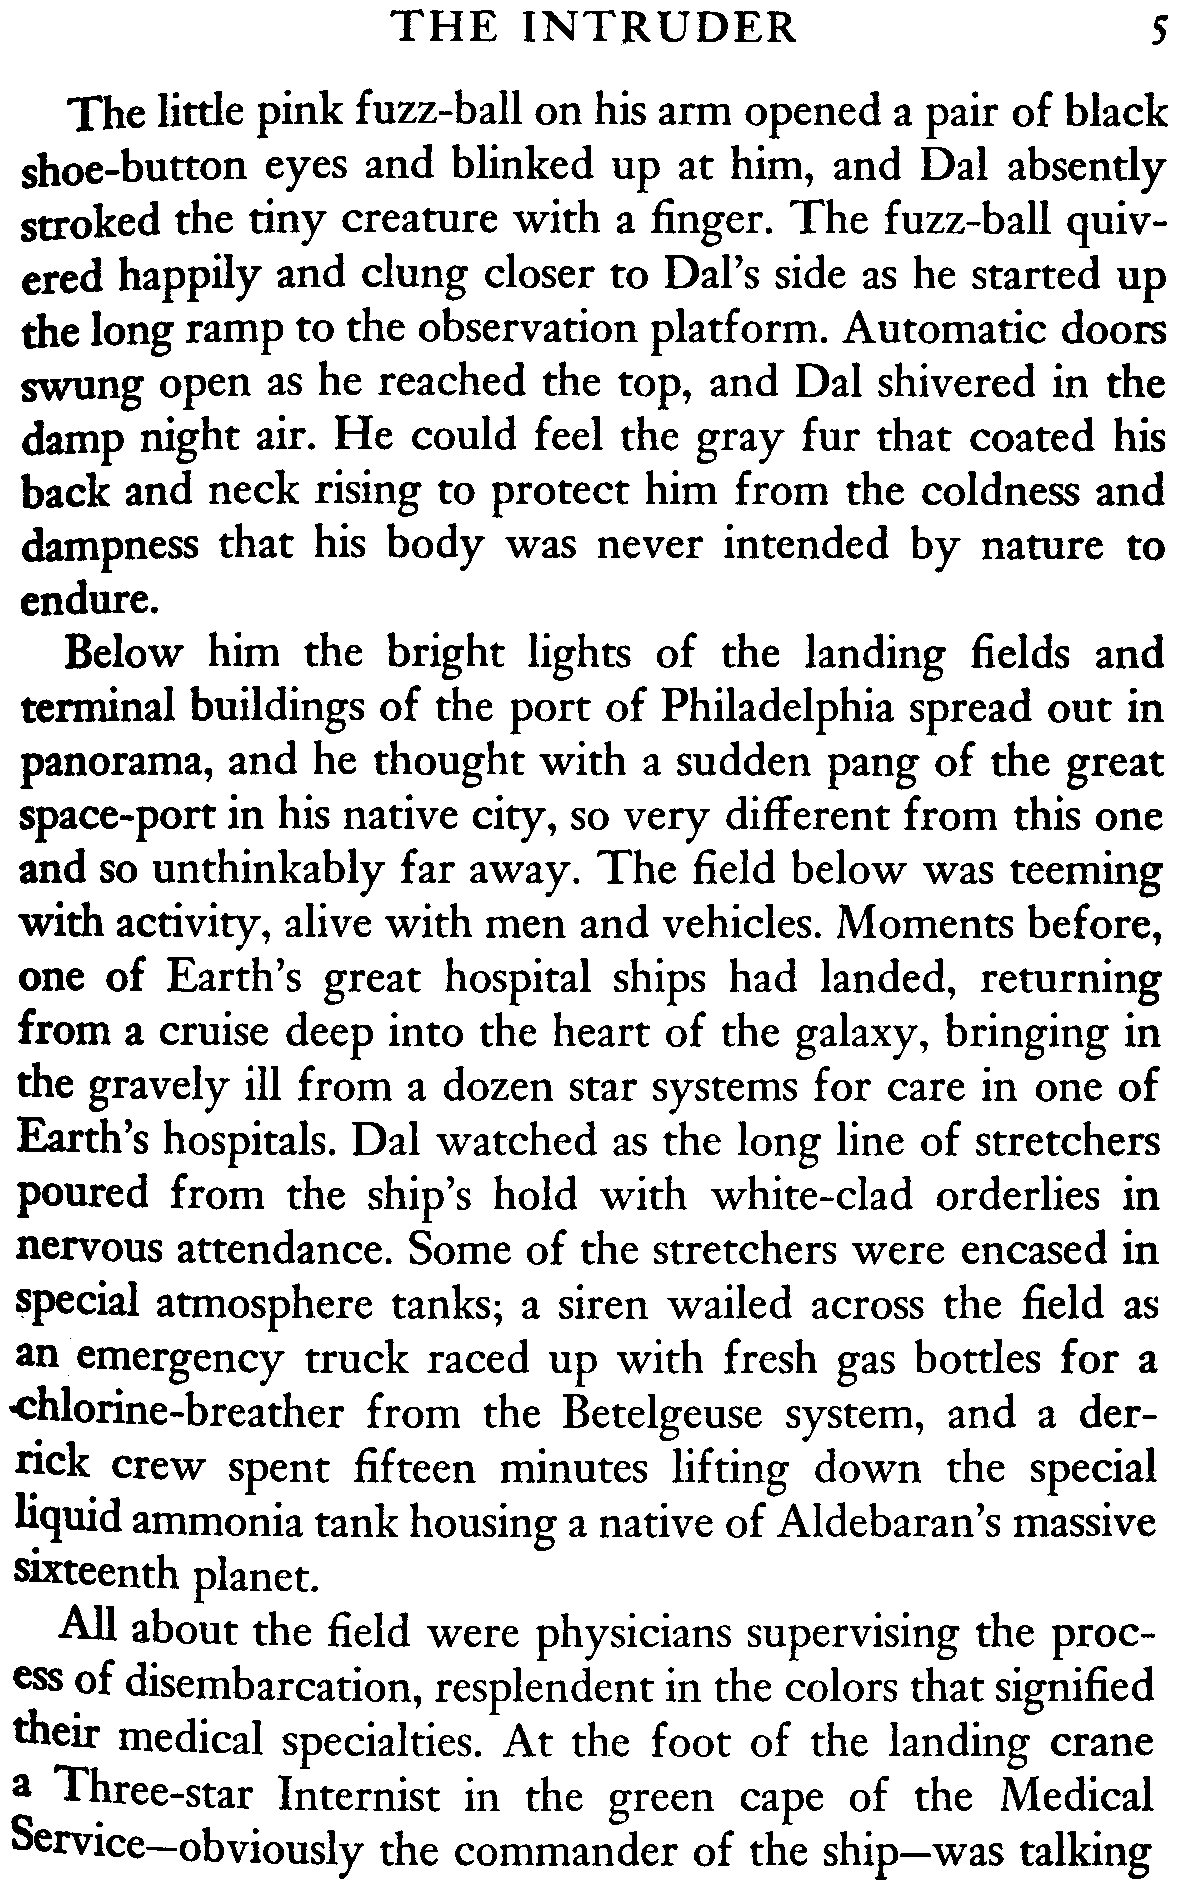 THE INTRUDER 5
The little pink fuzz-ball on his arm opened a pair of black
shoe-button eyes and blinked up at him, and Dal absently
stroked the tiny creature with a finger. The fuzz-ball quiv-
ered happily and clung closer to Dal's side as he started up
the long ramp to the observation platform. Automatic doors
swung open as he reached the top, and Dal shivered in the
damp night air. He could feel the gray fur that coated his
back and neck rising to protect him from the coldness and
dampness that his body was never intended by nature to
endure.
Below him the bright lights of the landing fields and
terminal buildings of the port of Philadelphia spread out in
panorama, and he thought with a sudden pang of the great
space-port in his native city, so very different from this one
and so unthinkably far away. The field below was teeming
with activity, alive with men and vehicles. Moments before,
one of Earth's great hospital ships had landed, returning
from a cruise deep into the heart of the galaxy, bringing in
the gravely ill from a dozen star systems for care in one of
Earth's hospitals. Dal watched as the long line of stretchers
poured from the ship's hold with white-clad orderlies in
nervous attendance. Some of the stretchers were encased in
special atmosphere tanks; a siren wailed across the field as
an emergency truck raced up with fresh gas bottles for a
chlorine-breather from the Betelgeuse system, and a der-
rick crew spent fifteen minutes lifting down the special
liquid ammonia tank housing a native of Aldebaran's massive
sixteenth planet.
All about the field were physicians supervising the proc-
ess of disembarcation, resplendent in the colors that signified
their medical specialties. At the foot of the landing crane
a Three-star Internist in the green cape of the Medical
Service—obviously the commander of the ship—was talking